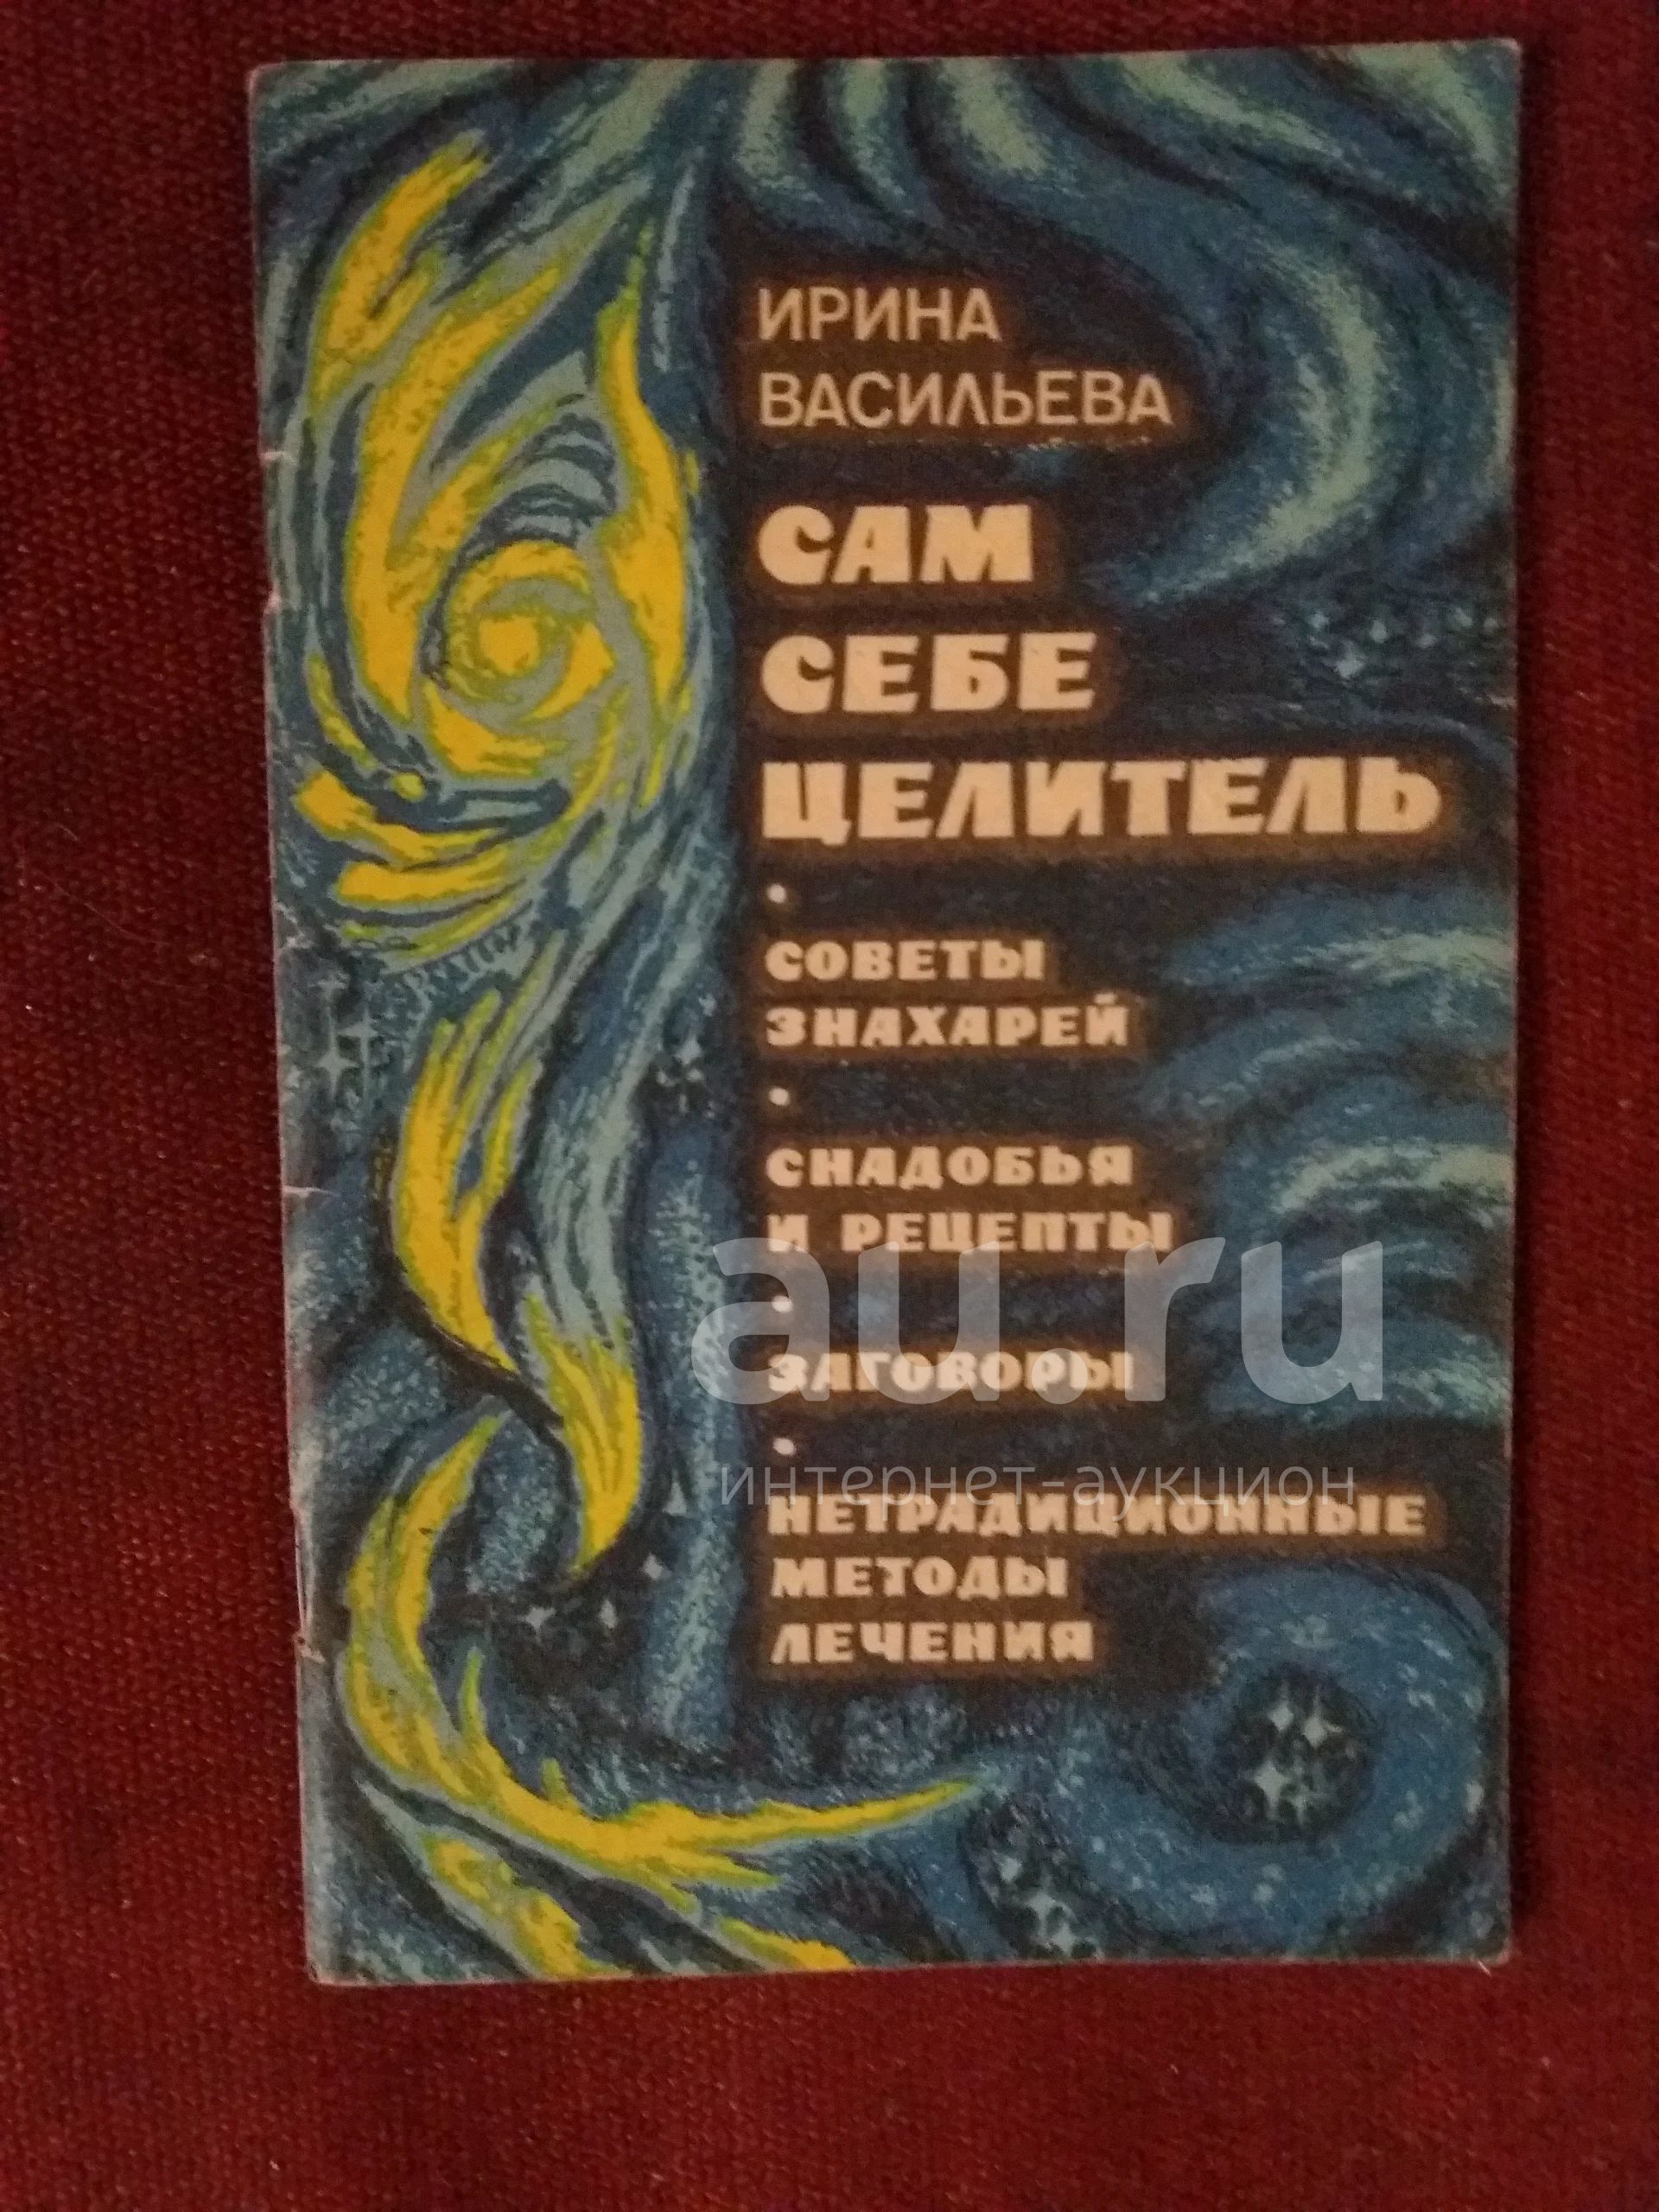 ИРИНА
ВАСИЛЬЕВА
САМ
СЕБЕ
ЦЕЛИТЕЛЬ
•
СОВЕТЫ
ЗНАХАРЕЙ
•
СНАДОБЬЯ
И РЕЦЕПТЫ
•
ЗАГОВОРЫ
•
НЕТРАДИЦИОННЫЕ
МЕТОДЫ
ЛЕЧЕНИЯ
au.ru
интернет-аукцион